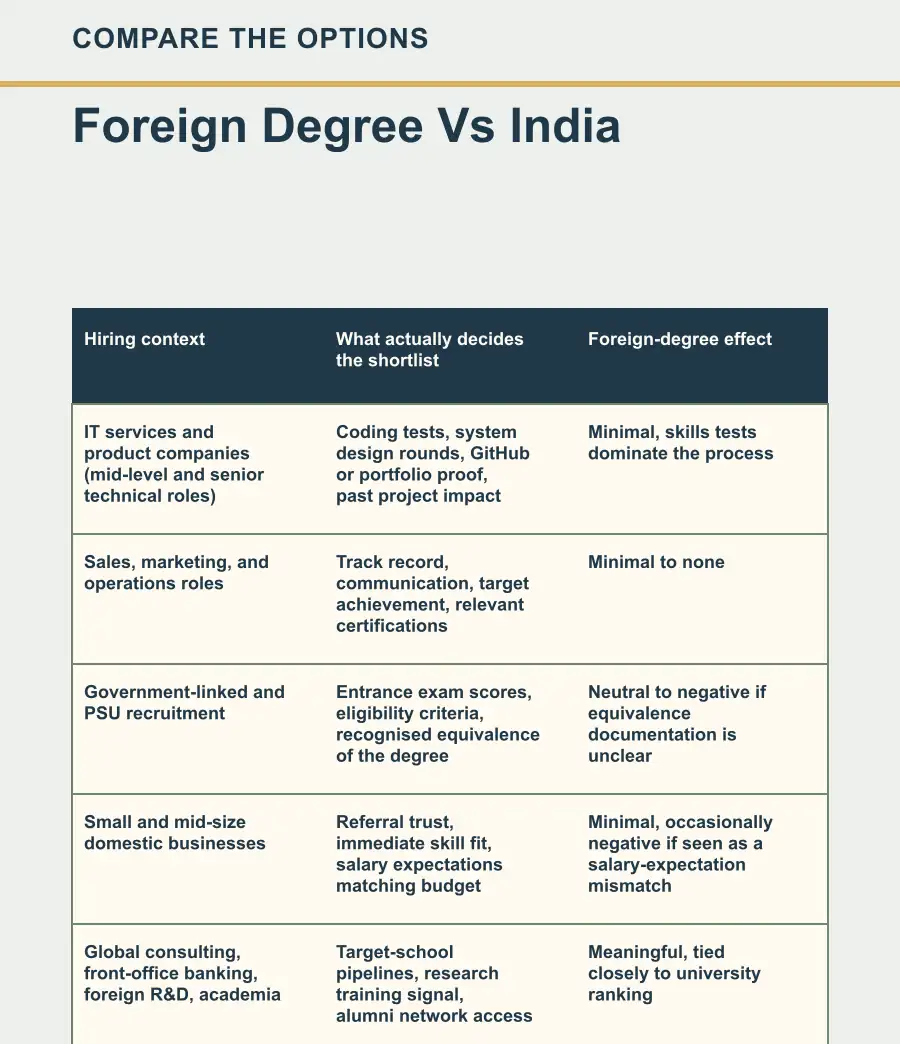 COMPARE THE OPTIONS
Foreign Degree Vs India
Hiring context
What actually decides
the shortlist
Foreign-degree effect
IT services and
product companies
(mid-level and senior
technical roles)
Coding tests, system
design rounds, GitHub
or portfolio proof,
past project impact
Minimal, skills tests
dominate the process
Sales, marketing, and
operations roles
Track record,
communication, target
achievement, relevant
certifications
Minimal to none
Government-linked and
PSU recruitment
Entrance exam scores,
eligibility criteria,
recognised equivalence
of the degree
Neutral to negative if
equivalence
documentation is
unclear
Small and mid-size
domestic businesses
Referral trust,
immediate skill fit,
salary expectations
matching budget
Minimal, occasionally
negative if seen as a
salary-expectation
mismatch
Global consulting,
front-office banking,
foreign R&D, academia
Target-school
pipelines, research
training signal,
alumni network access
Meaningful, tied
closely to university
ranking